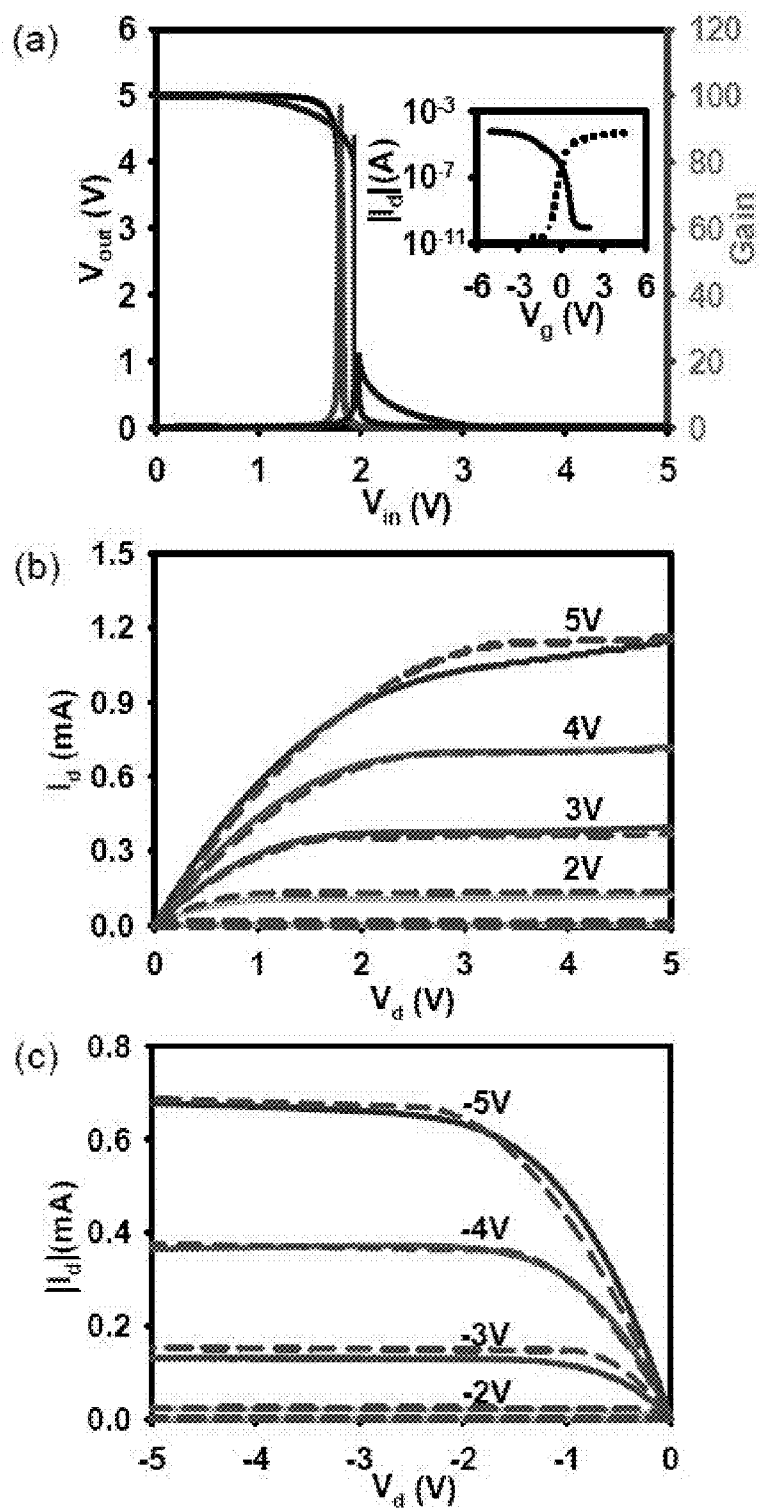 (a)
6
5
4
3
2
1
0
V_out (V)
120
100
80
60
40
20
0
Gain
10^-3
10^-7
10^-11
|I_d|(A)
-6 -3 0 3 6
V_g (V)
0 1 2 3 4 5
V_in (V)
(b)
1.5
1.2
0.9
0.6
0.3
0.0
I_d (mA)
5V
4V
3V
2V
0 1 2 3 4 5
V_d (V)
(c)
0.8
0.6
0.4
0.2
0.0
|I_d|(mA)
-5V
-4V
-3V
-2V
-5 -4 -3 -2 -1 0
V_d (V)